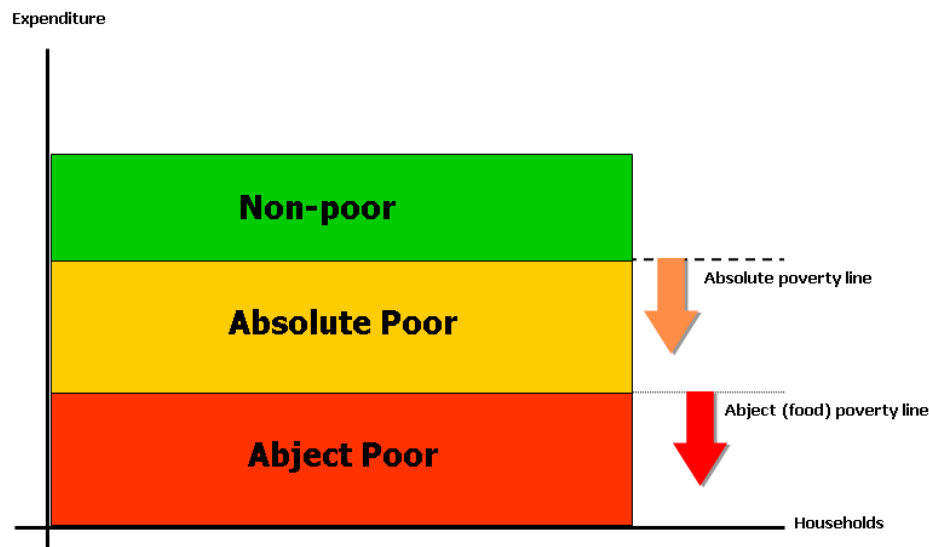 Expenditure
Non-poor
Absolute poverty line
Absolute Poor
Abject (food) poverty line
Abject Poor
Households